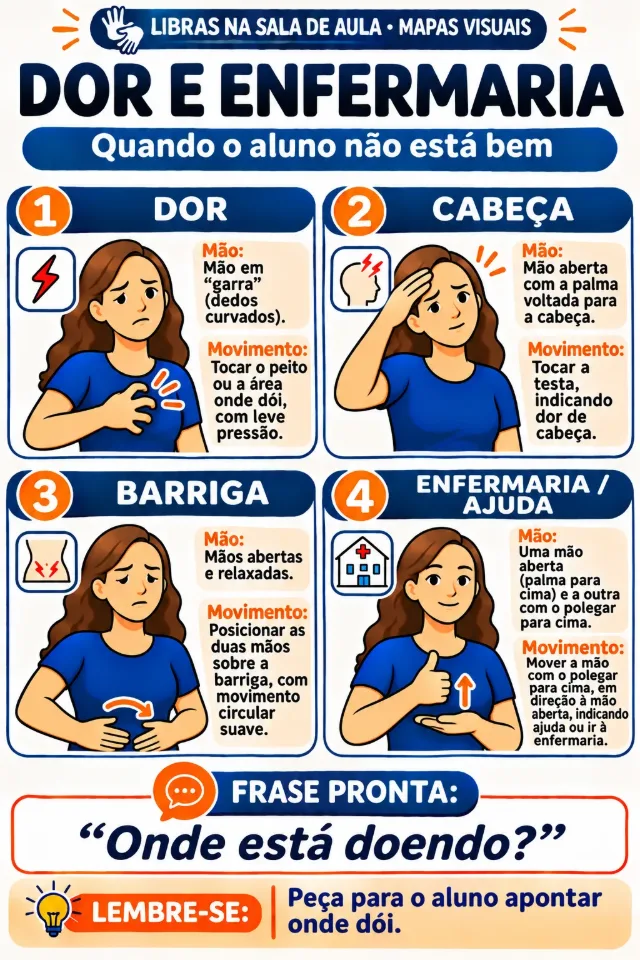 LIBRAS NA SALA DE AULA • MAPAS VISUAIS
DOR E ENFERMARIA
Quando o aluno não está bem
1
DOR
Mão:
Mão em
“garra”
(dedos
curvados).
Movimento:
Tocar o peito
ou a área
onde dói,
com leve
pressão.
2
CABEÇA
Mão:
Mão aberta
com a palma
voltada para
a cabeça.
Movimento:
Tocar a
testa,
indicando
dor de
cabeça.
3
BARRIGA
Mão:
Mãos abertas
e relaxadas.
Movimento:
Posicionar as
duas mãos
sobre a
barriga, com
movimento
circular
suave.
4
ENFERMARIA /
AJUDA
Mão:
Uma mão
aberta
(palma para
cima) e a outra
com o polegar
para cima.
Movimento:
Mover a mão
com o polegar
para cima, em
direção à mão
aberta, indicando
ajuda ou ir à
enfermaria.
FRASE PRONTA:
“Onde está doendo?”
LEMBRE-SE:
Peça para o aluno apontar
onde dói.